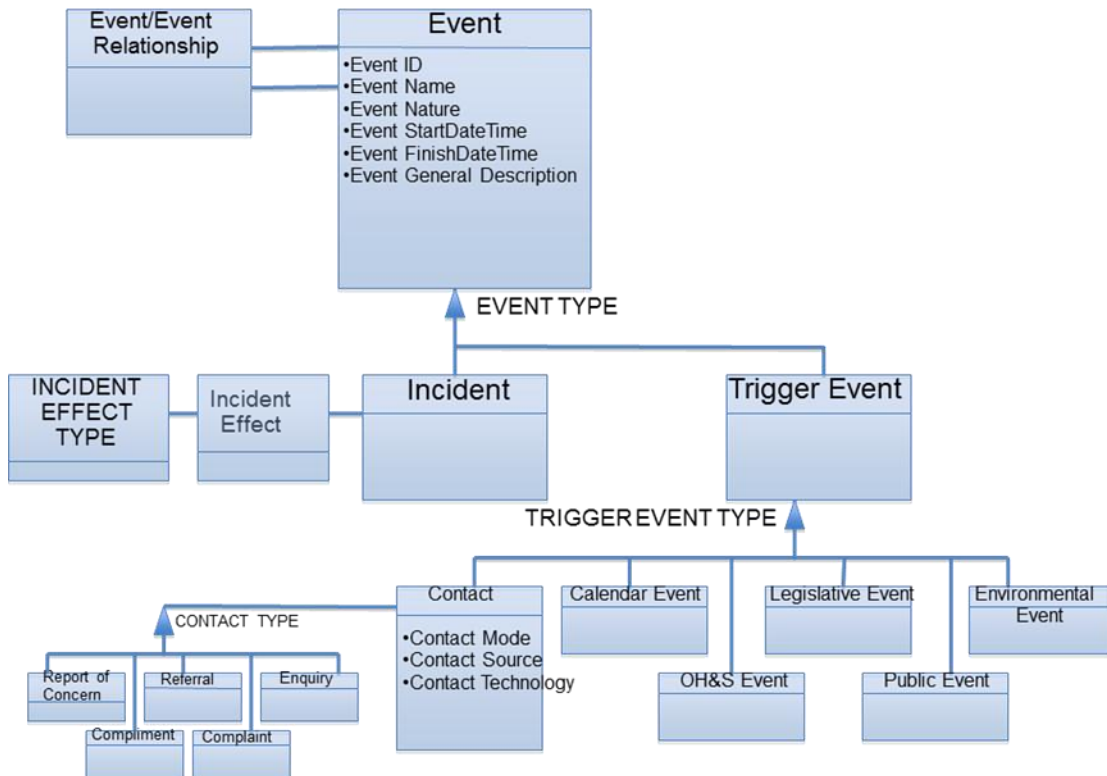 Event/Event
Relationship
Event
•Event ID
•Event Name
•Event Nature
•Event StartDateTime
•Event FinishDateTime
•Event General Description
EVENT TYPE
INCIDENT
EFFECT
TYPE
Incident
Effect
Incident
Trigger Event
TRIGGER EVENT TYPE
Contact
•Contact Mode
•Contact Source
•Contact Technology
Calendar Event
Legislative Event
Environmental
Event
OH&S Event
Public Event
CONTACT TYPE
Report of
Concern
Referral
Enquiry
Compliment
Complaint